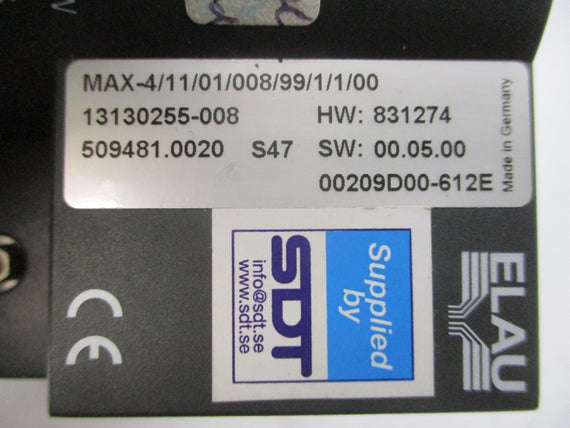 MAX-4/11/01/008/99/1/1/00
13130255-008 HW: 831274
509481.0020 S47 SW: 00.05.00
00209D00-612E
Made in Germany
Supplied
by
SDT
info@sdt.se
www.sdt.se
ELAU
CE